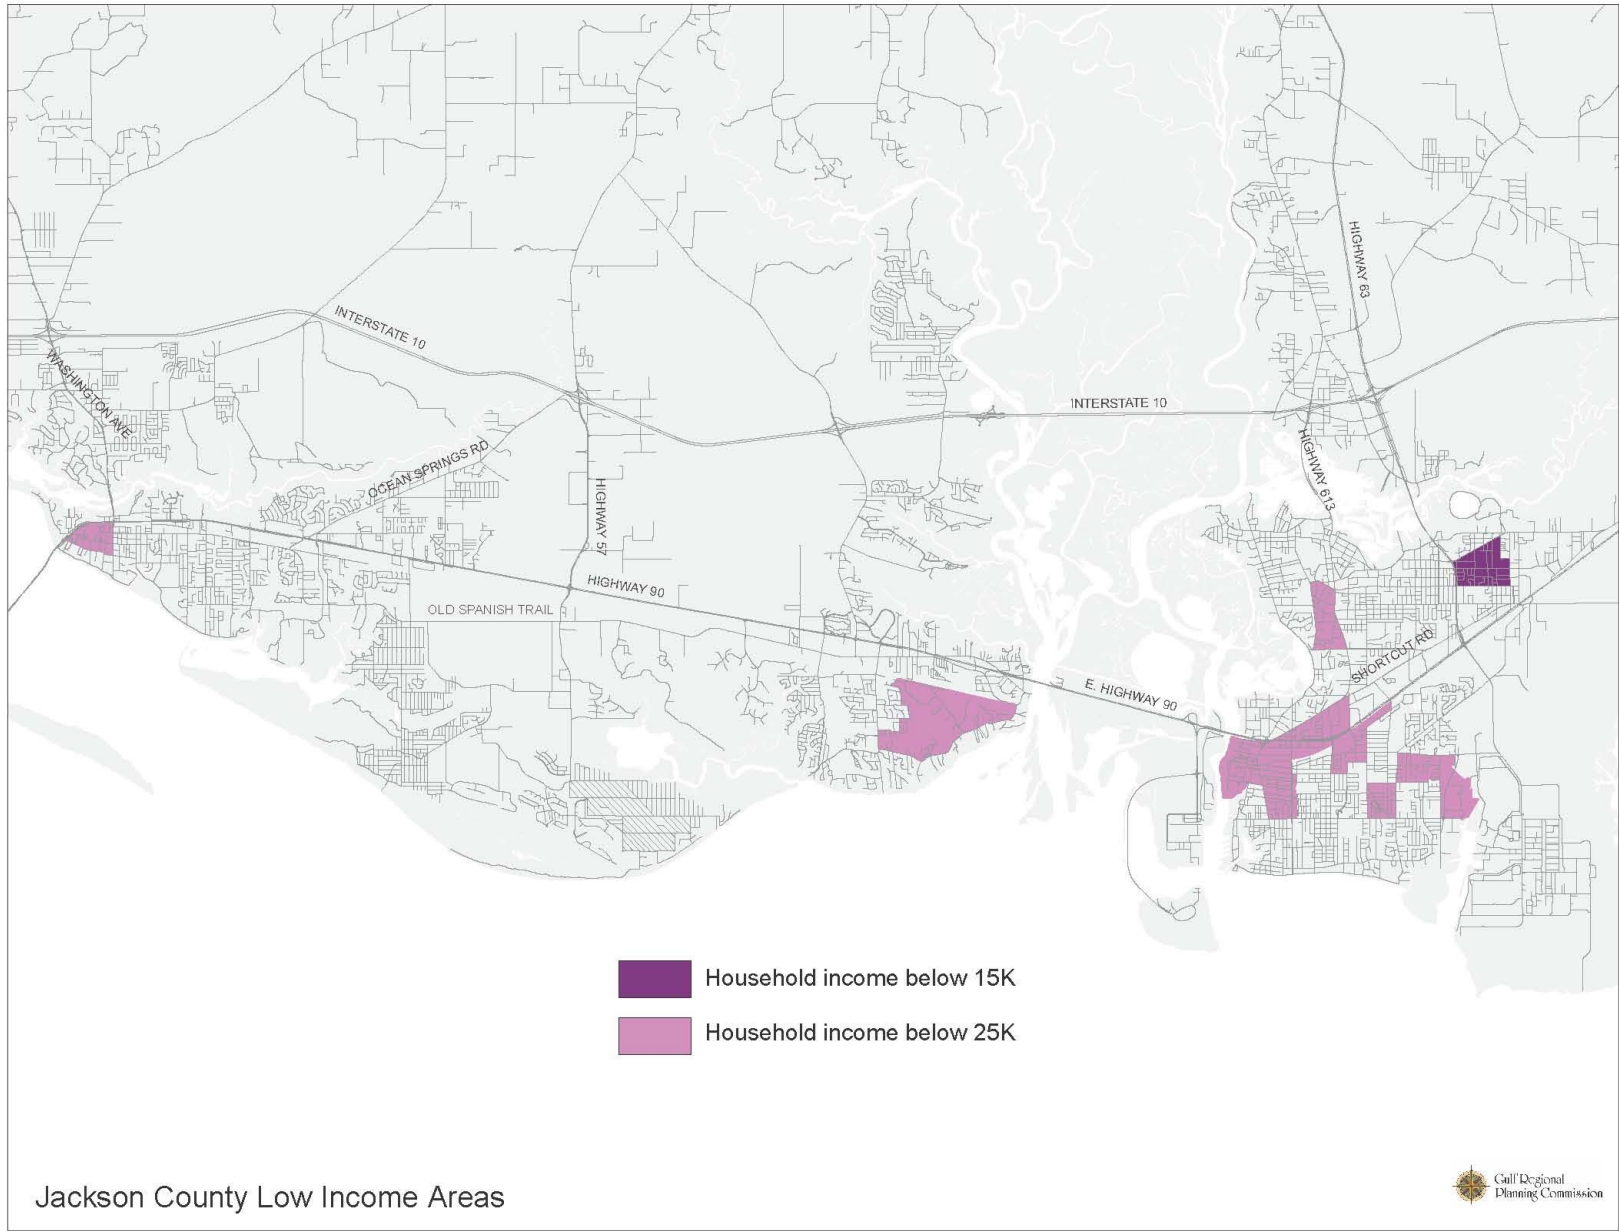 HIGHWAY 63
INTERSTATE 10
WASHINGTON AVE
INTERSTATE 10
HIGHWAY 613
OCEAN SPRINGS RD
HIGHWAY 57
HIGHWAY 90
OLD SPANISH TRAIL
SHORTCUT RD
E. HIGHWAY 90
Household income below 15K
Household income below 25K
Jackson County Low Income Areas
Gulf Regional
Planning Commission